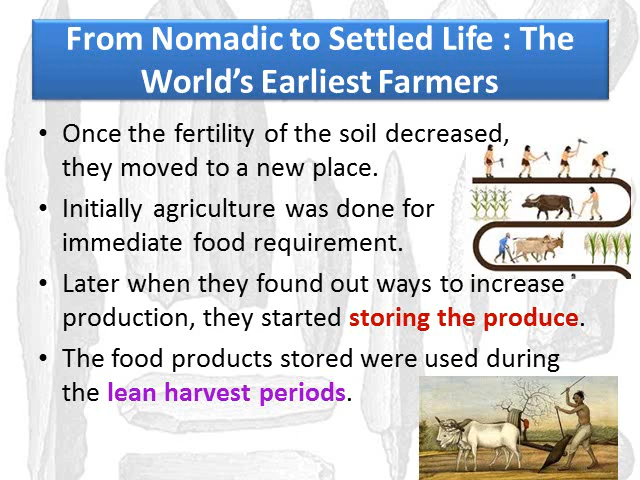 From Nomadic to Settled Life : The
World’s Earliest Farmers
• Once the fertility of the soil decreased,
they moved to a new place.
• Initially agriculture was done for
immediate food requirement.
• Later when they found out ways to increase
production, they started storing the produce.
• The food products stored were used during
the lean harvest periods.